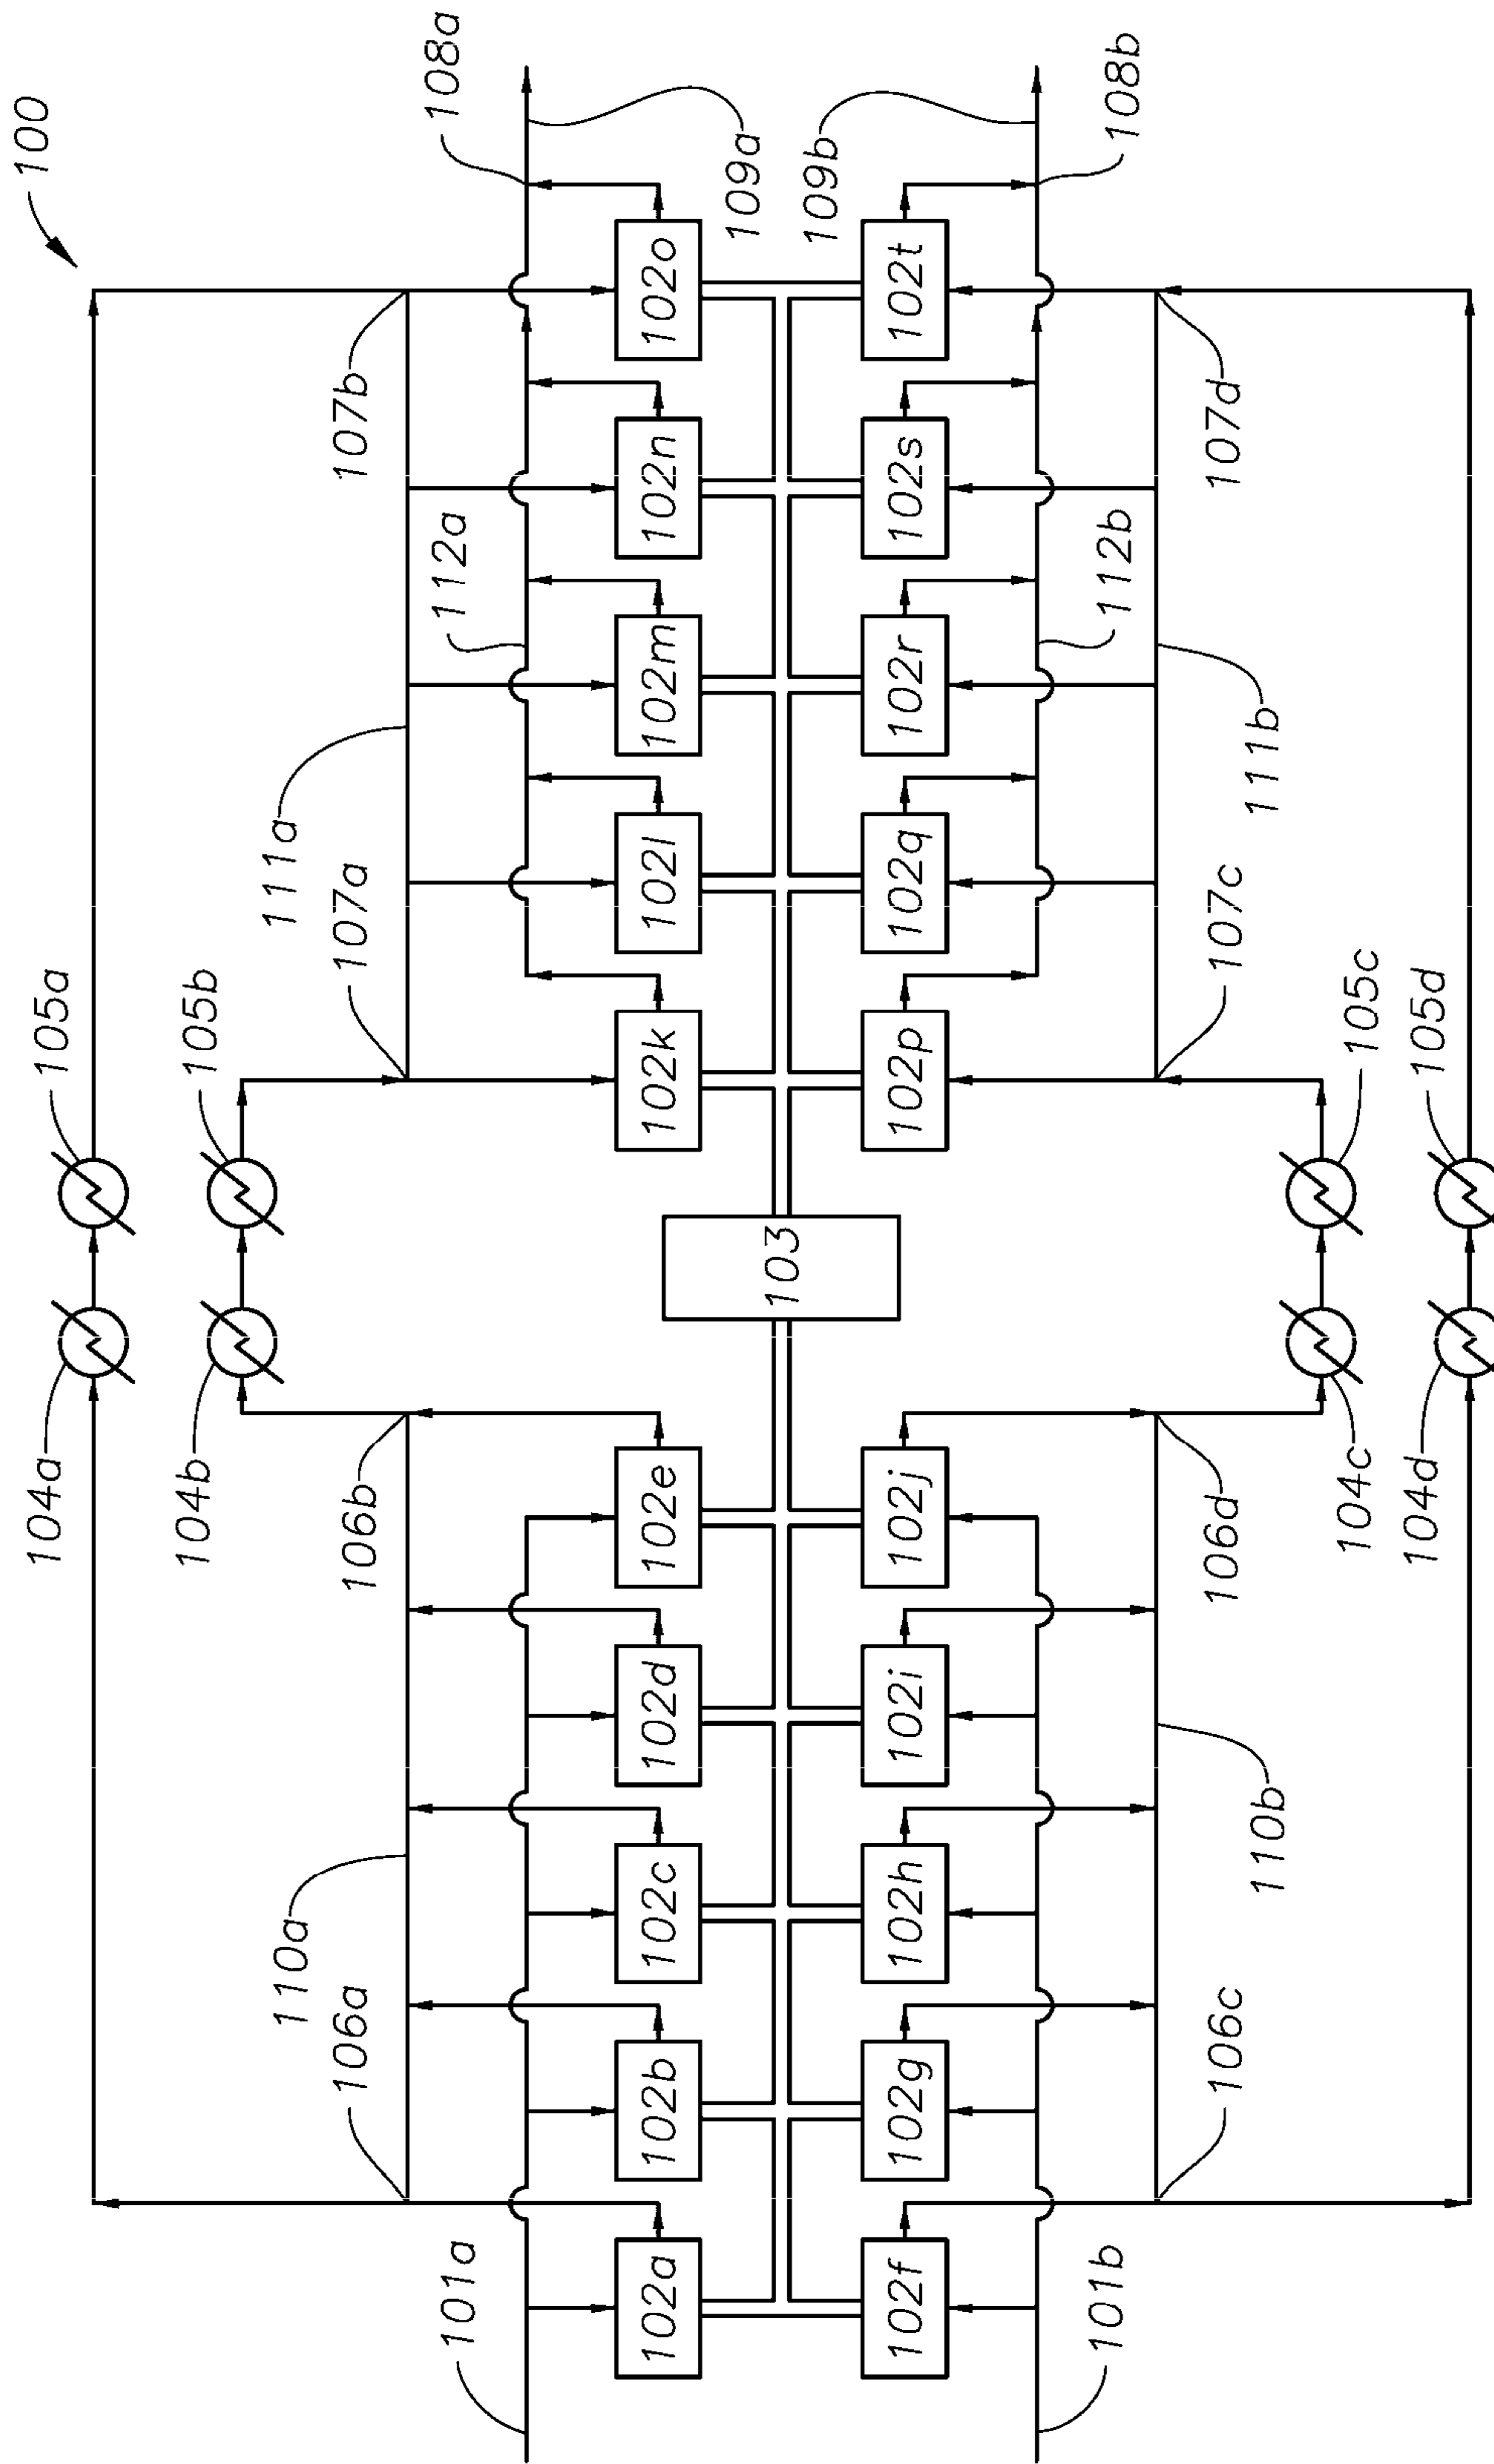 100
104a
105a
104b
105b
106a
110a
106b
107a
111a
107b
101a
112a
108a
102a
102b
102c
102d
102e
102k
102l
102m
102n
102o
109a
103
109b
102f
102g
102h
102i
102j
102p
102q
102r
102s
102t
101b
112b
108b
106c
110b
106d
107c
111b
107d
104c
105c
104d
105d